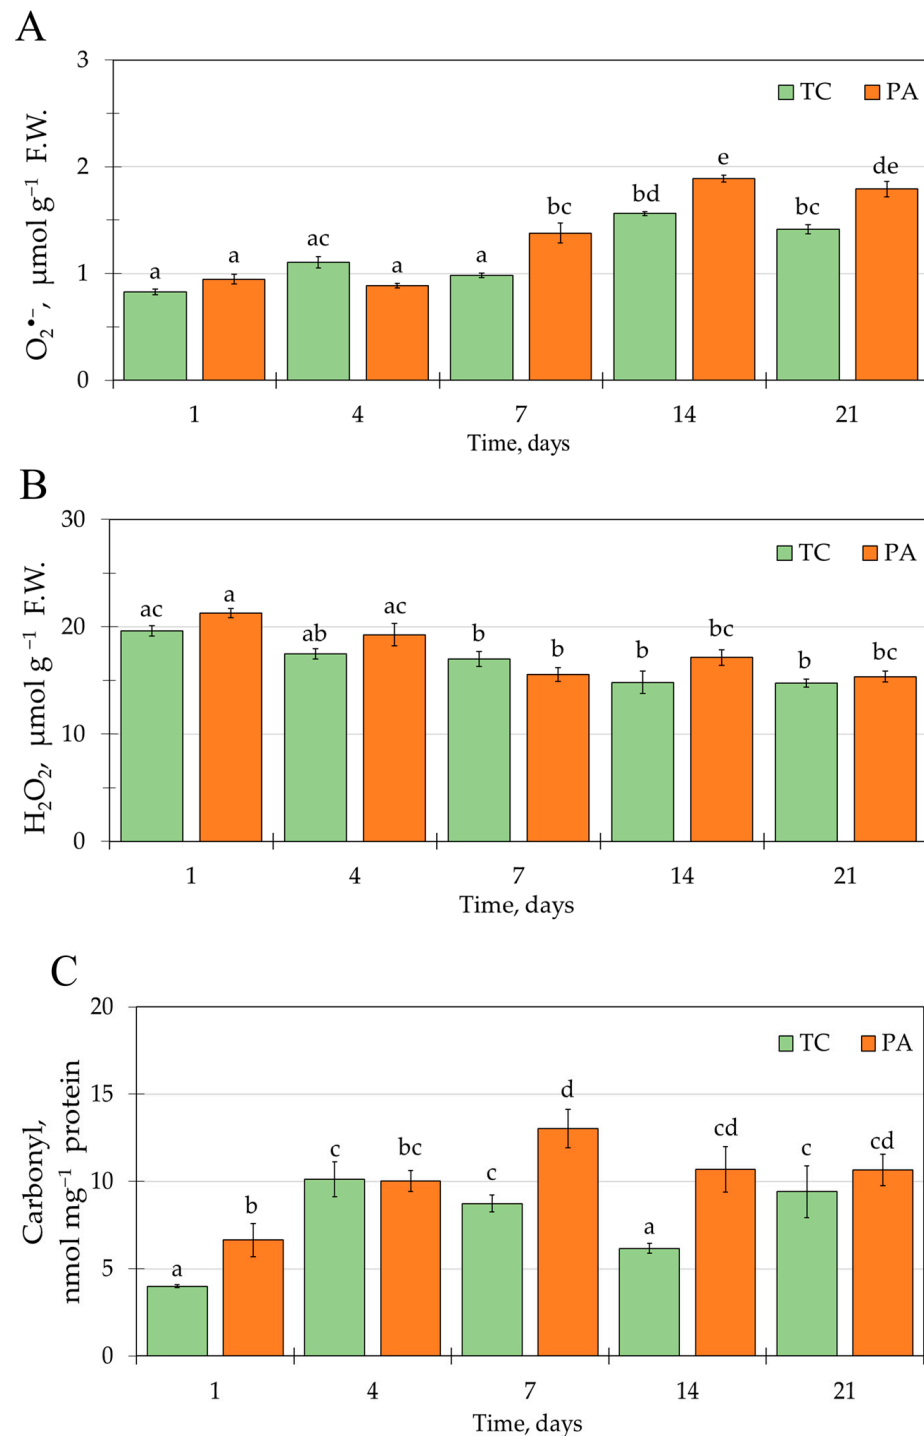 A
3
TC PA
e
de
2
bd
bc
bc
ac
a a a a
1
0
O₂•−, µmol g⁻¹ F.W.
1 4 7 14 21
Time, days
B
30
TC PA
a
ac ac
20
ab b b b bc b bc
10
0
H₂O₂, µmol g⁻¹ F.W.
1 4 7 14 21
Time, days
C
20
TC PA
15
d
c bc c cd c cd
10
b a
5
a
0
Carbonyl,
nmol mg⁻¹ protein
1 4 7 14 21
Time, days